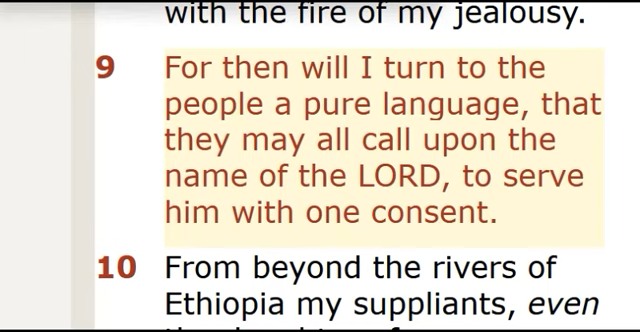 with the fire of my jealousy.
9 For then will I turn to the
people a pure language, that
they may all call upon the
name of the LORD, to serve
him with one consent.
10 From beyond the rivers of
Ethiopia my suppliants, even